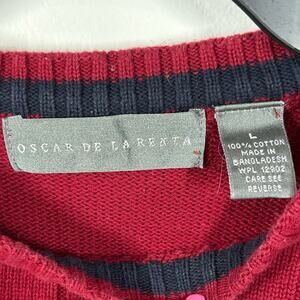 OSCAR DE LA RENTA
L
100% COTTON
MADE IN
BANGLADESH
WPL 12902
CARE SEE
REVERSE